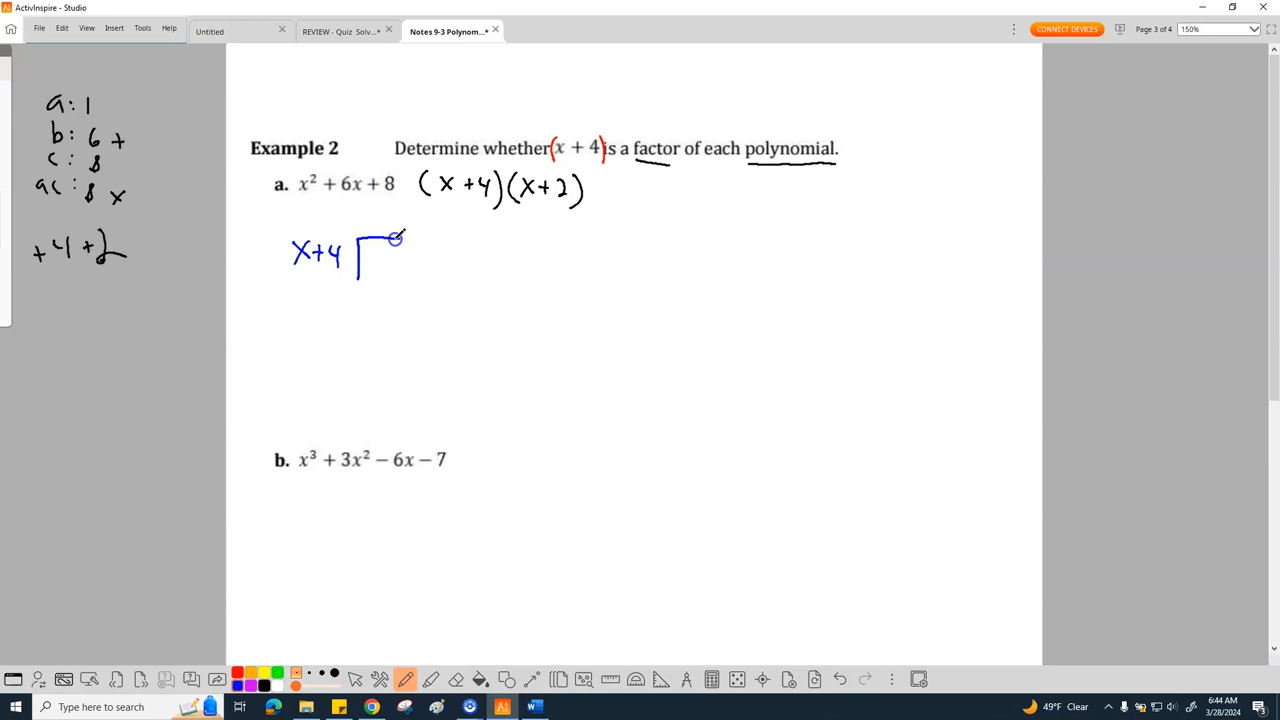 ActivInspire - Studio
File Edit View Insert Tools Help
Untitled
REVIEW - Quiz Solv...*
Notes 9-3 Polynom...*
CONNECT DEVICES
Page 3 of 4
150%
a: 1
b: 6 +
c: 8
ac: 8 x
+4 +2
Example 2 Determine whether (x + 4) is a factor of each polynomial.
a. x² + 6x + 8 (x +4)(x+2)
x+4
b. x³ + 3x² − 6x − 7
Type here to search
49°F Clear
6:44 AM
3/28/2024